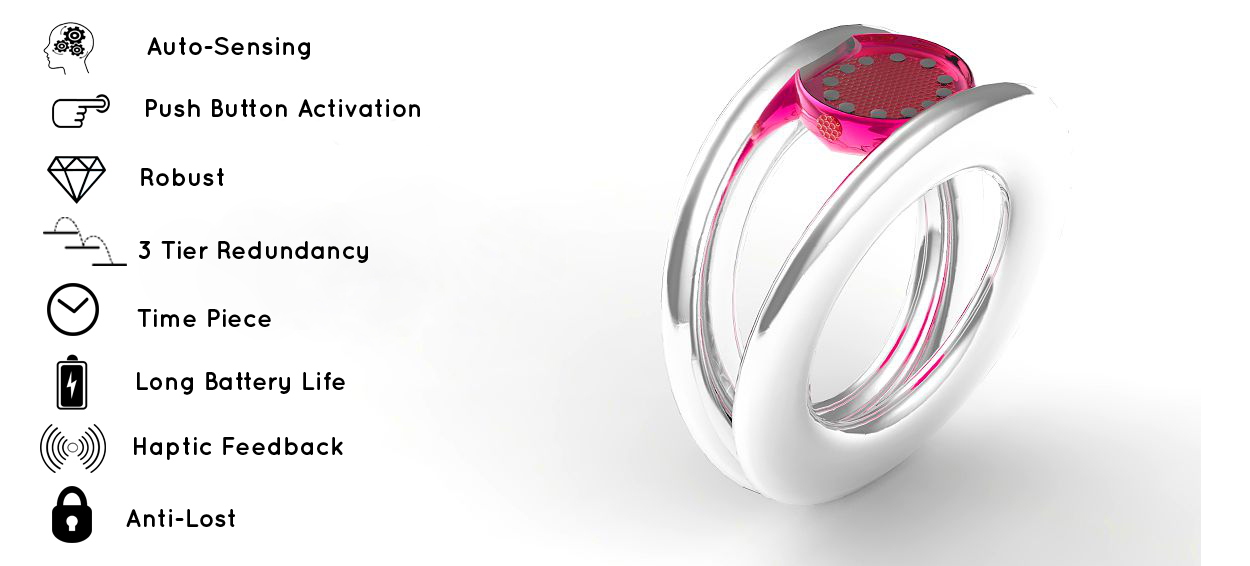 Auto-Sensing
Push Button Activation
Robust
3 Tier Redundancy
Time Piece
Long Battery Life
Haptic Feedback
Anti-Lost